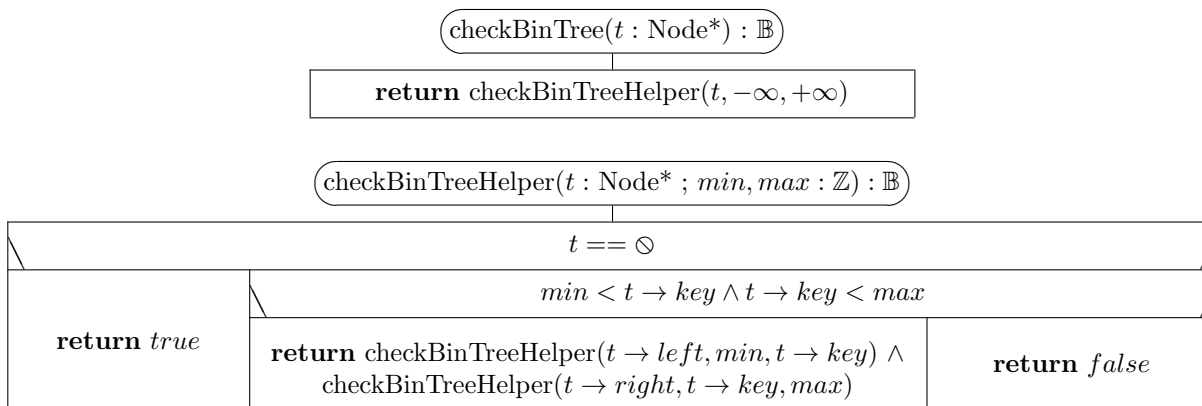 checkBinTree(t : Node*) : 𝔹
return checkBinTreeHelper(t, −∞, +∞)
checkBinTreeHelper(t : Node* ; min, max : ℤ) : 𝔹
t == ⊘
min < t → key ∧ t → key < max
return true
return checkBinTreeHelper(t → left, min, t → key) ∧
checkBinTreeHelper(t → right, t → key, max)
return false